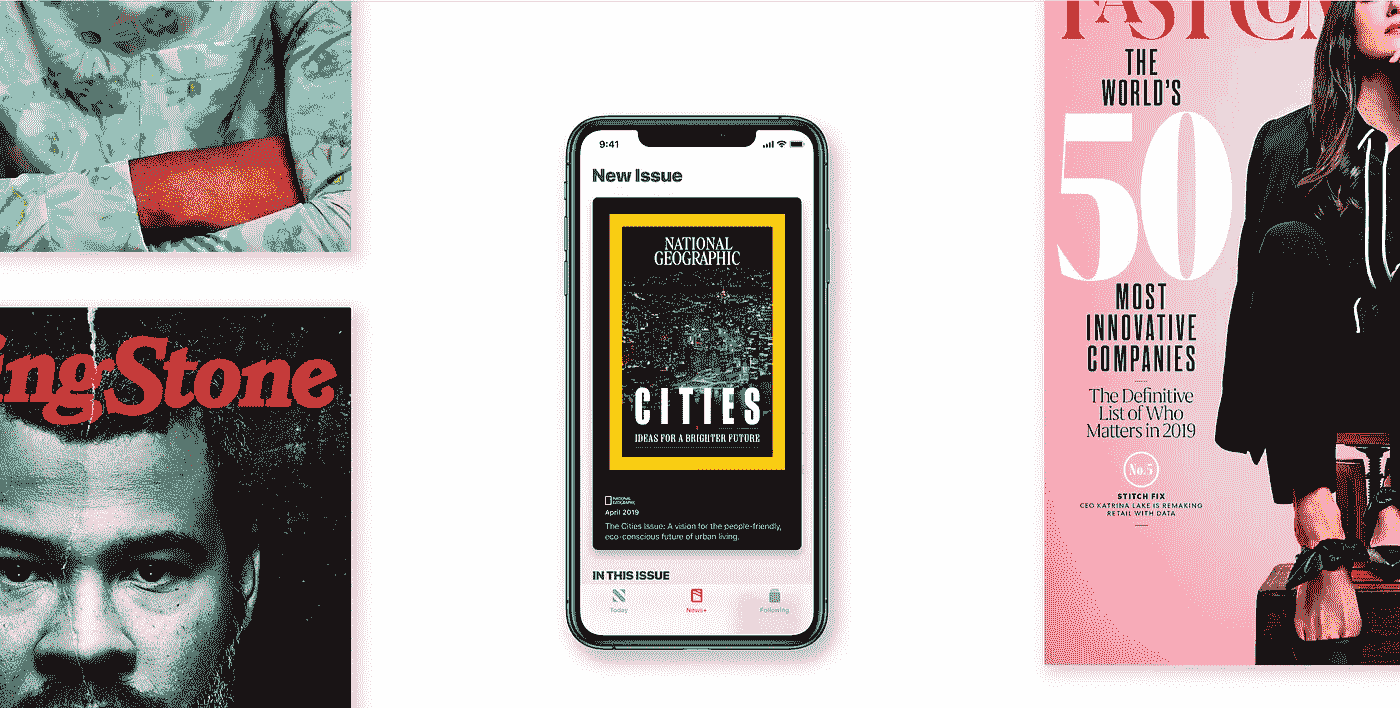 ingStone
9:41
New Issue
NATIONAL
GEOGRAPHIC
CITIES
IDEAS FOR A BRIGHTER FUTURE
NATIONAL
GEOGRAPHIC
April 2019
The Cities Issue: A vision for the people-friendly,
eco-conscious future of urban living.
IN THIS ISSUE
Today
News+
Following
FAST COM
THE
WORLD'S
50
MOST
INNOVATIVE
COMPANIES
The Definitive
List of Who
Matters in 2019
No.5
STITCH FIX
CEO KATRINA LAKE IS REMAKING
RETAIL WITH DATA